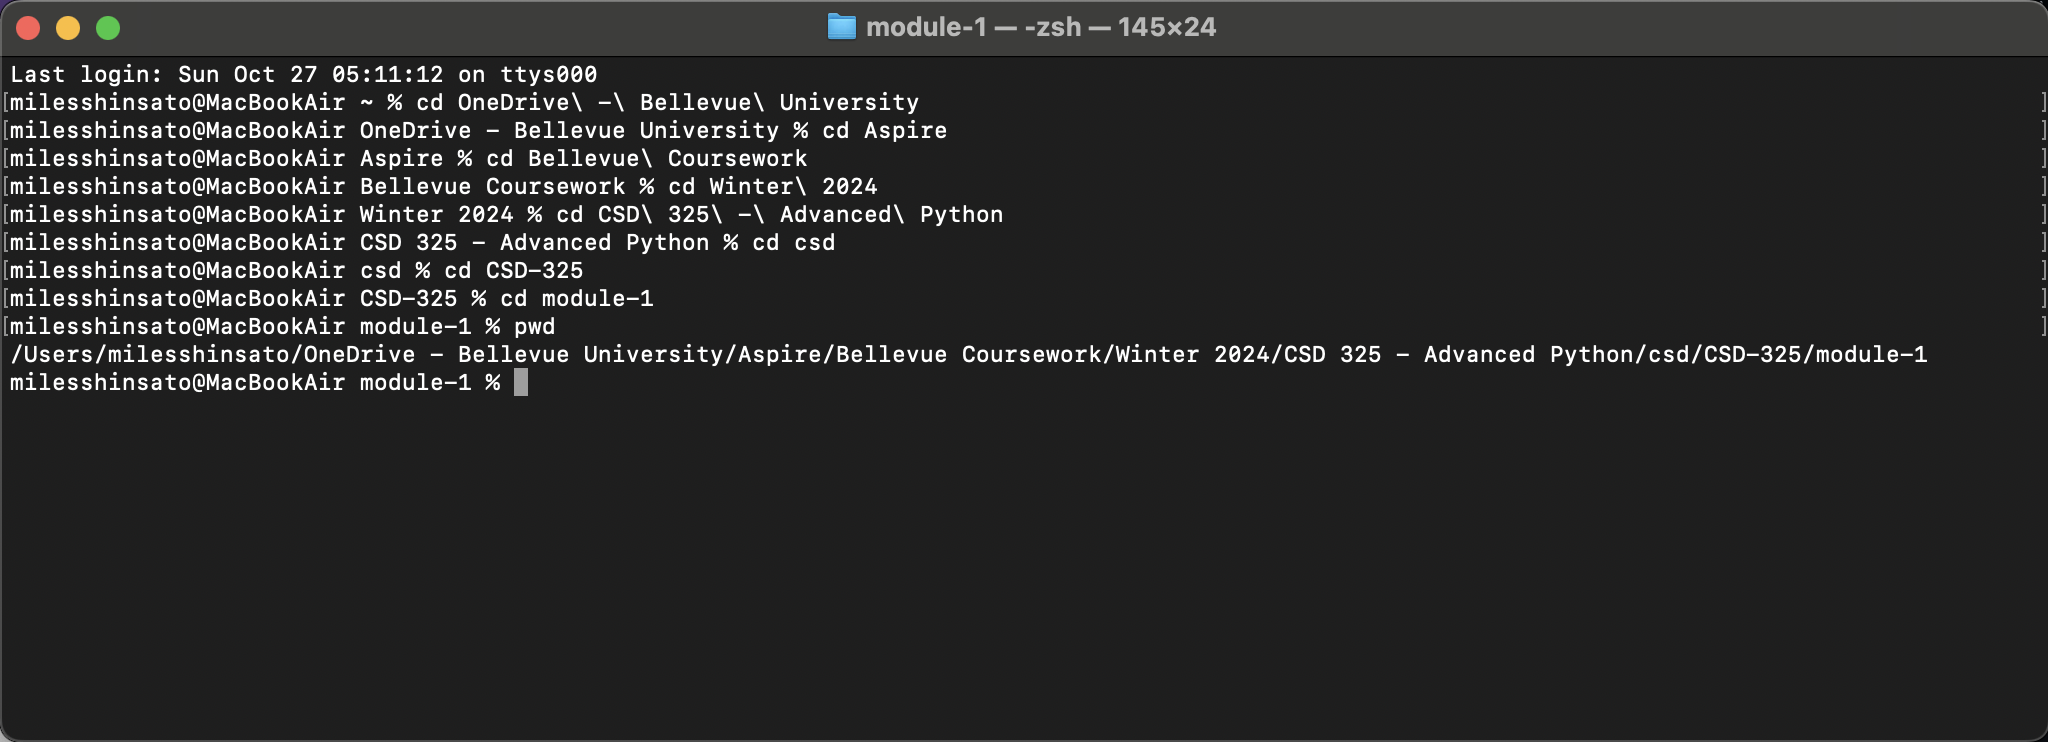 module-1 — -zsh — 145×24
Last login: Sun Oct 27 05:11:12 on ttys000
[milesshinsato@MacBookAir ~ % cd OneDrive\ -\ Bellevue\ University ]
[milesshinsato@MacBookAir OneDrive - Bellevue University % cd Aspire ]
[milesshinsato@MacBookAir Aspire % cd Bellevue\ Coursework ]
[milesshinsato@MacBookAir Bellevue Coursework % cd Winter\ 2024 ]
[milesshinsato@MacBookAir Winter 2024 % cd CSD\ 325\ -\ Advanced\ Python ]
[milesshinsato@MacBookAir CSD 325 - Advanced Python % cd csd ]
[milesshinsato@MacBookAir csd % cd CSD-325 ]
[milesshinsato@MacBookAir CSD-325 % cd module-1 ]
[milesshinsato@MacBookAir module-1 % pwd ]
/Users/milesshinsato/OneDrive - Bellevue University/Aspire/Bellevue Coursework/Winter 2024/CSD 325 - Advanced Python/csd/CSD-325/module-1
milesshinsato@MacBookAir module-1 %